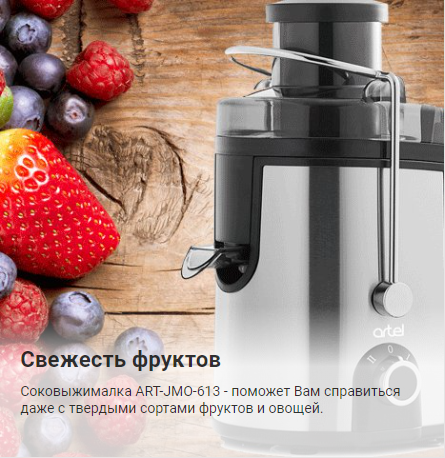 artel
П О I
Свежесть фруктов
Соковыжималка ART-JMO-613 - поможет Вам справиться
даже с твердыми сортами фруктов и овощей.